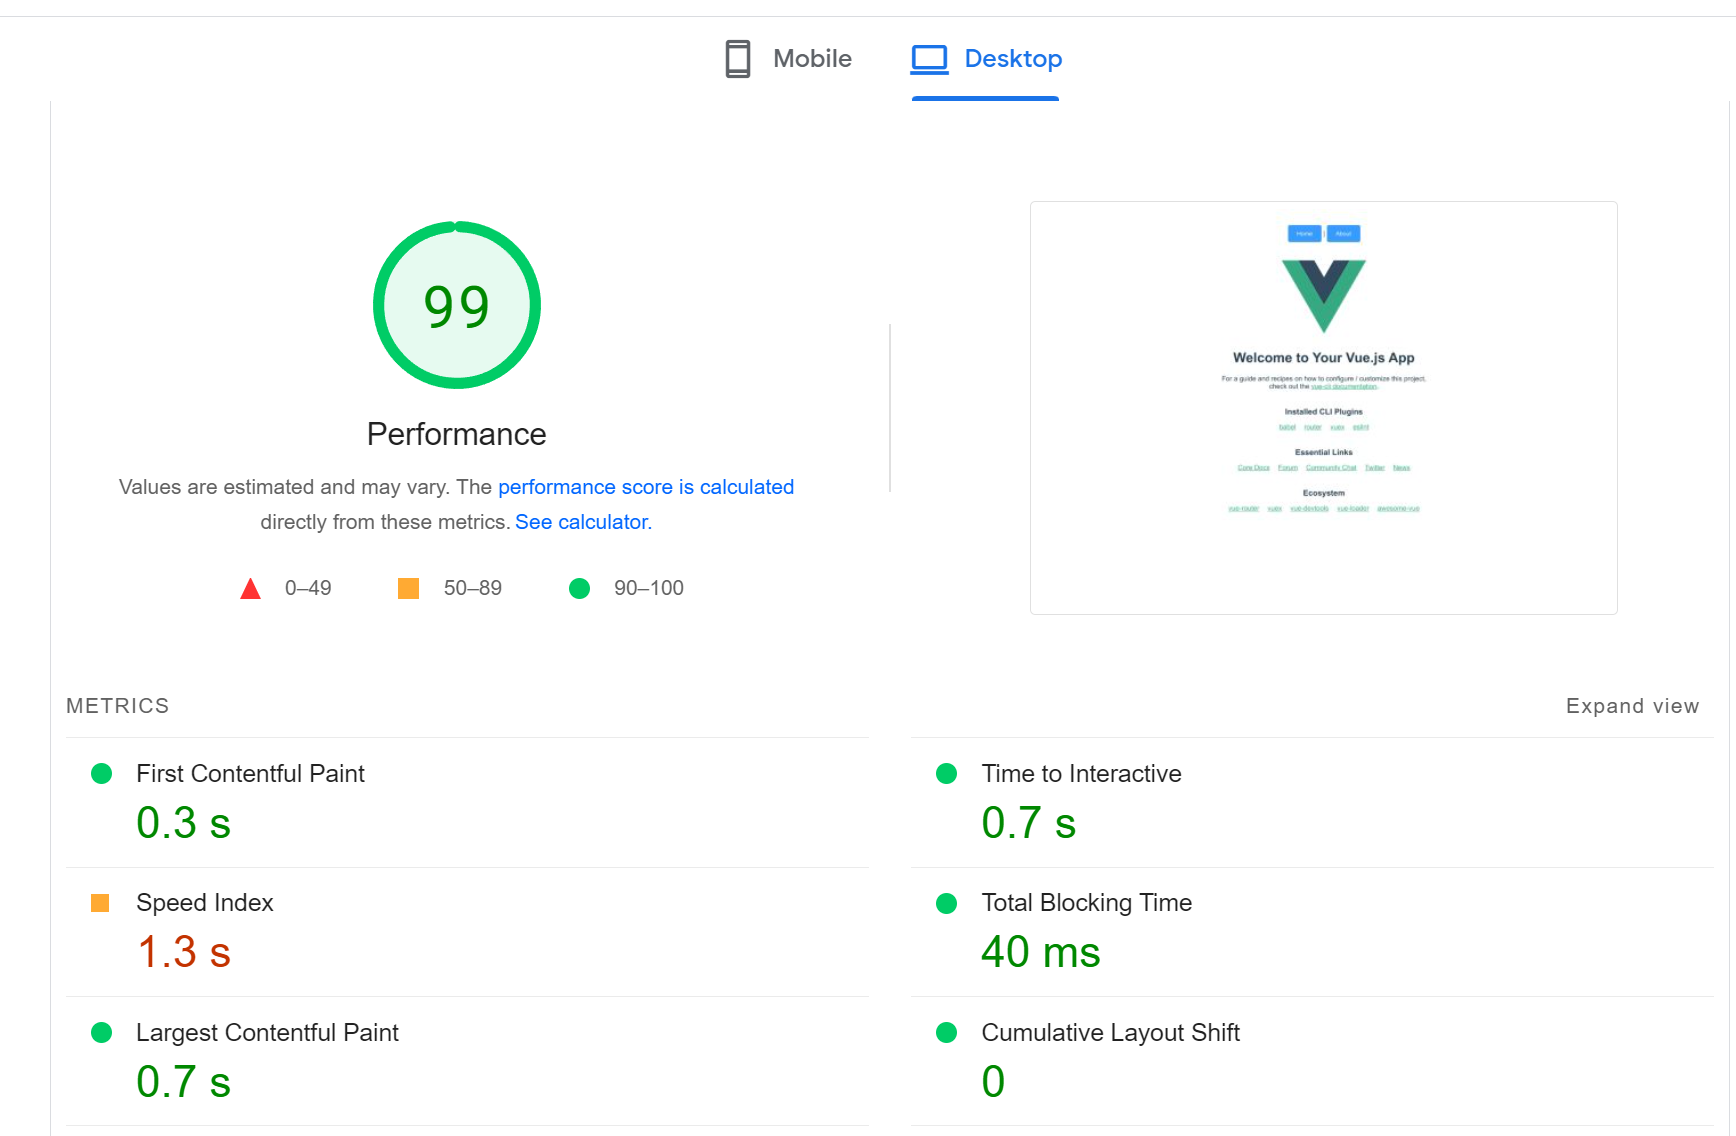 Mobile
Desktop
99
Performance
Values are estimated and may vary. The performance score is calculated
directly from these metrics. See calculator.
0–49
50–89
90–100
Home | About
Welcome to Your Vue.js App
For a guide and recipes on how to configure / customize this project,
check out the vue-cli documentation.
Installed CLI Plugins
babel router vuex eslint
Essential Links
Core Docs Forum Community Chat Twitter News
Ecosystem
vue-router vuex vue-devtools vue-loader awesome-vue
METRICS
Expand view
First Contentful Paint
0.3 s
Time to Interactive
0.7 s
Speed Index
1.3 s
Total Blocking Time
40 ms
Largest Contentful Paint
0.7 s
Cumulative Layout Shift
0